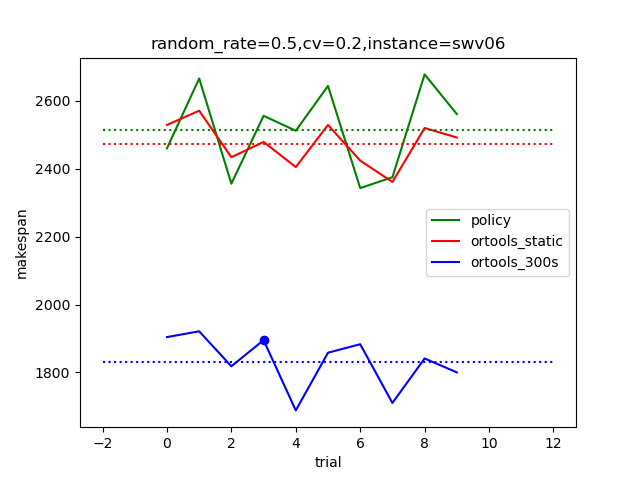 random_rate=0.5,cv=0.2,instance=swv06
2600
2400
2200
2000
1800
makespan
policy
ortools_static
ortools_300s
−2
0
2
4
6
8
10
12
trial